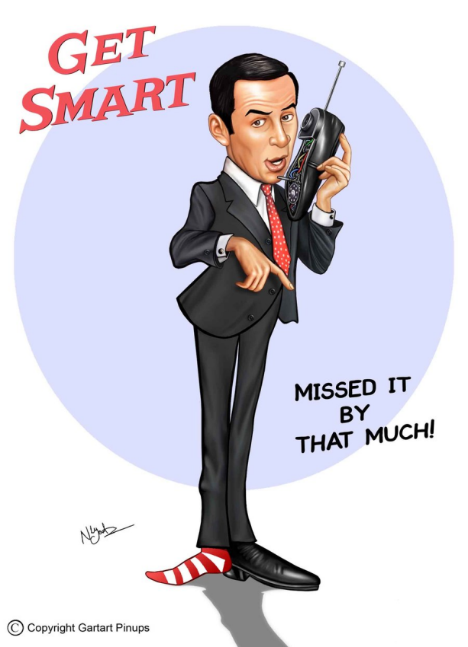 GET
SMART
MISSED IT
BY
THAT MUCH!
© Copyright Gartart Pinups